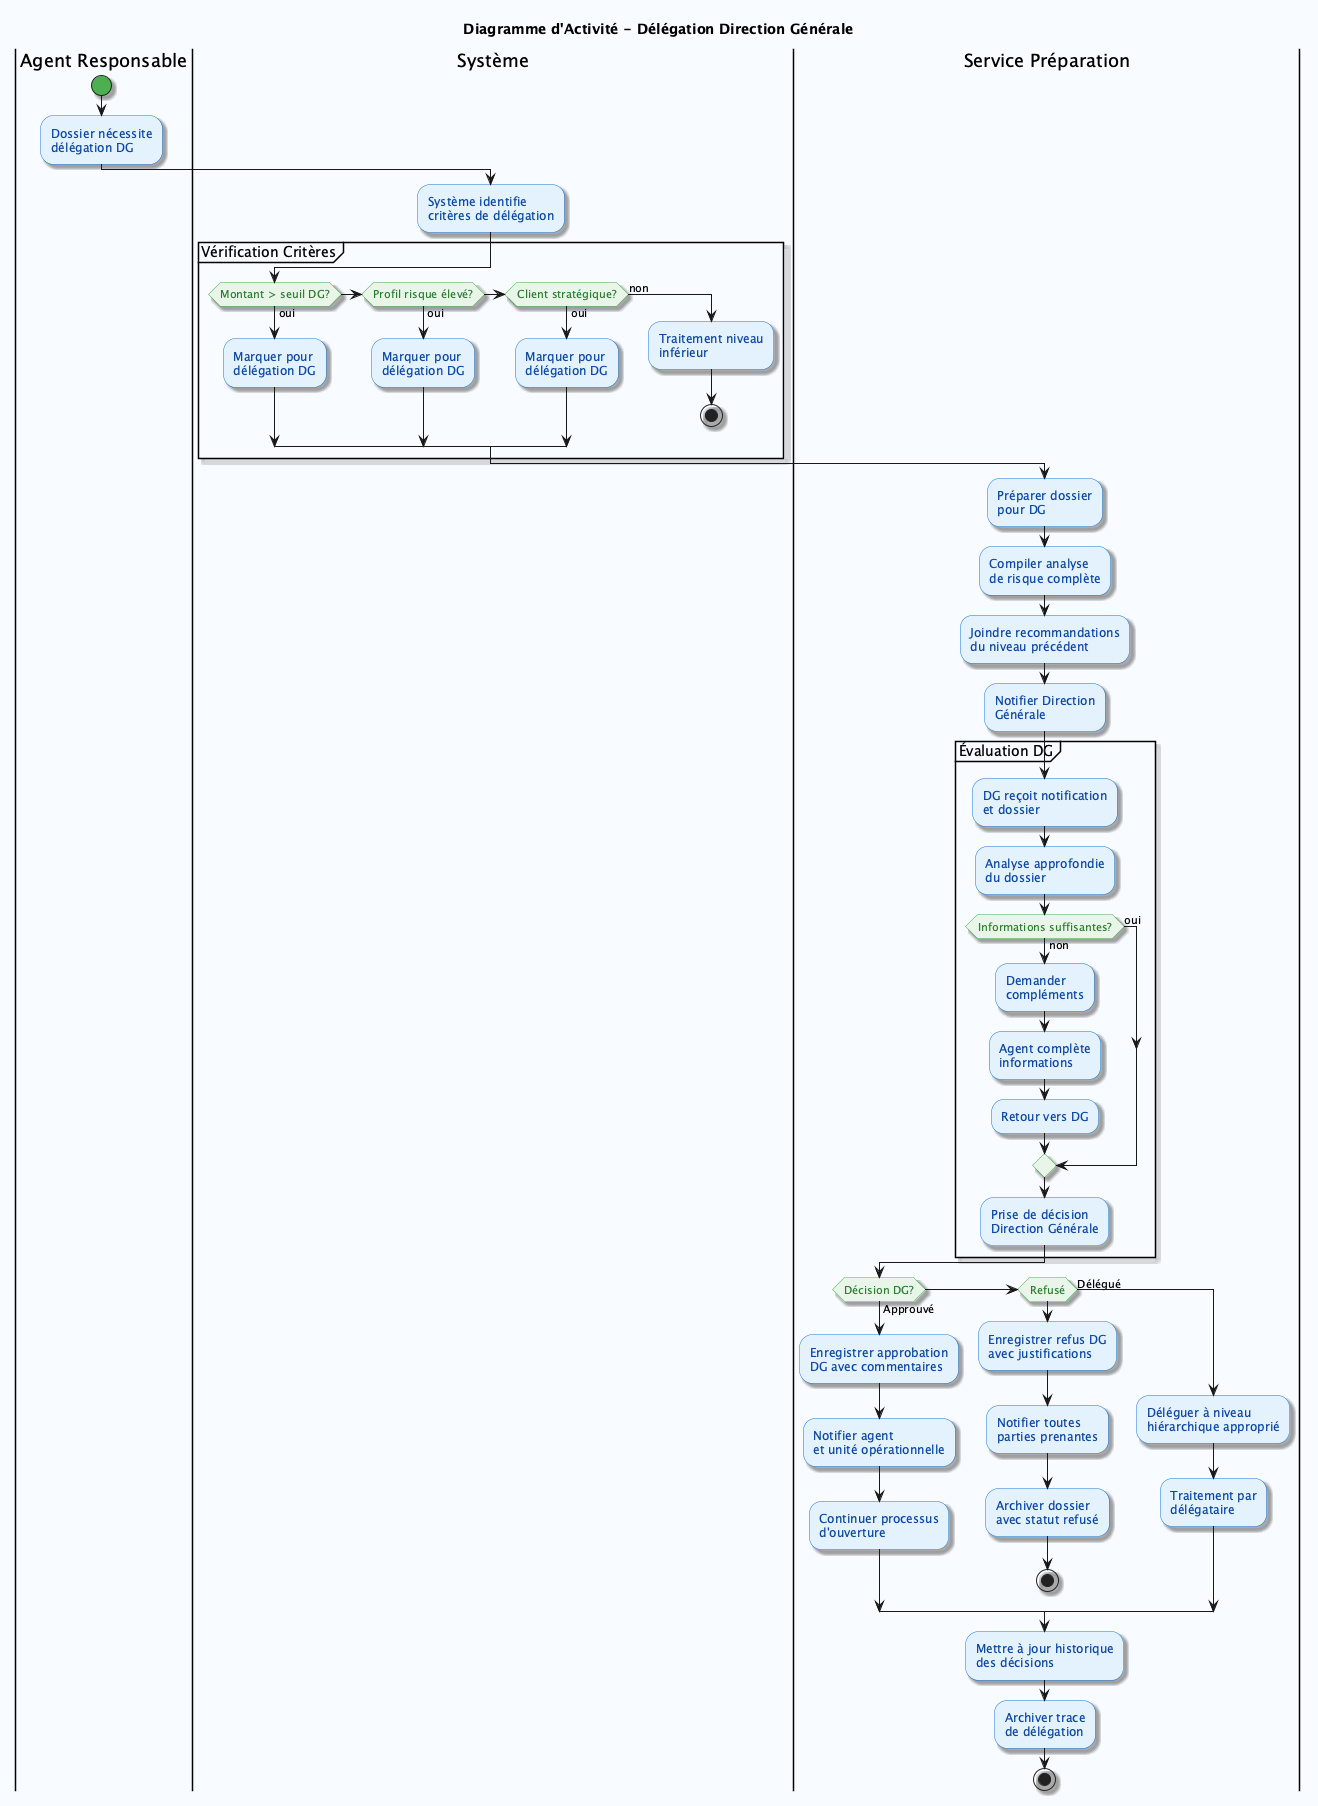 Diagramme d'Activité – Délégation Direction Générale
Agent Responsable
Système
Service Préparation
Dossier nécessite
délégation DG
Système identifie
critères de délégation
Vérification Critères
Montant > seuil DG?
Profil risque élevé?
Client stratégique?
non
oui
oui
oui
Marquer pour
délégation DG
Marquer pour
délégation DG
Marquer pour
délégation DG
Traitement niveau
inférieur
Préparer dossier
pour DG
Compiler analyse
de risque complète
Joindre recommandations
du niveau précédent
Notifier Direction
Générale
Évaluation DG
DG reçoit notification
et dossier
Analyse approfondie
du dossier
Informations suffisantes?
oui
non
Demander
compléments
Agent complète
informations
Retour vers DG
Prise de décision
Direction Générale
Décision DG?
Refusé
Délégué
Approuvé
Enregistrer approbation
DG avec commentaires
Notifier agent
et unité opérationnelle
Continuer processus
d'ouverture
Enregistrer refus DG
avec justifications
Notifier toutes
parties prenantes
Archiver dossier
avec statut refusé
Déléguer à niveau
hiérarchique approprié
Traitement par
délégataire
Mettre à jour historique
des décisions
Archiver trace
de délégation